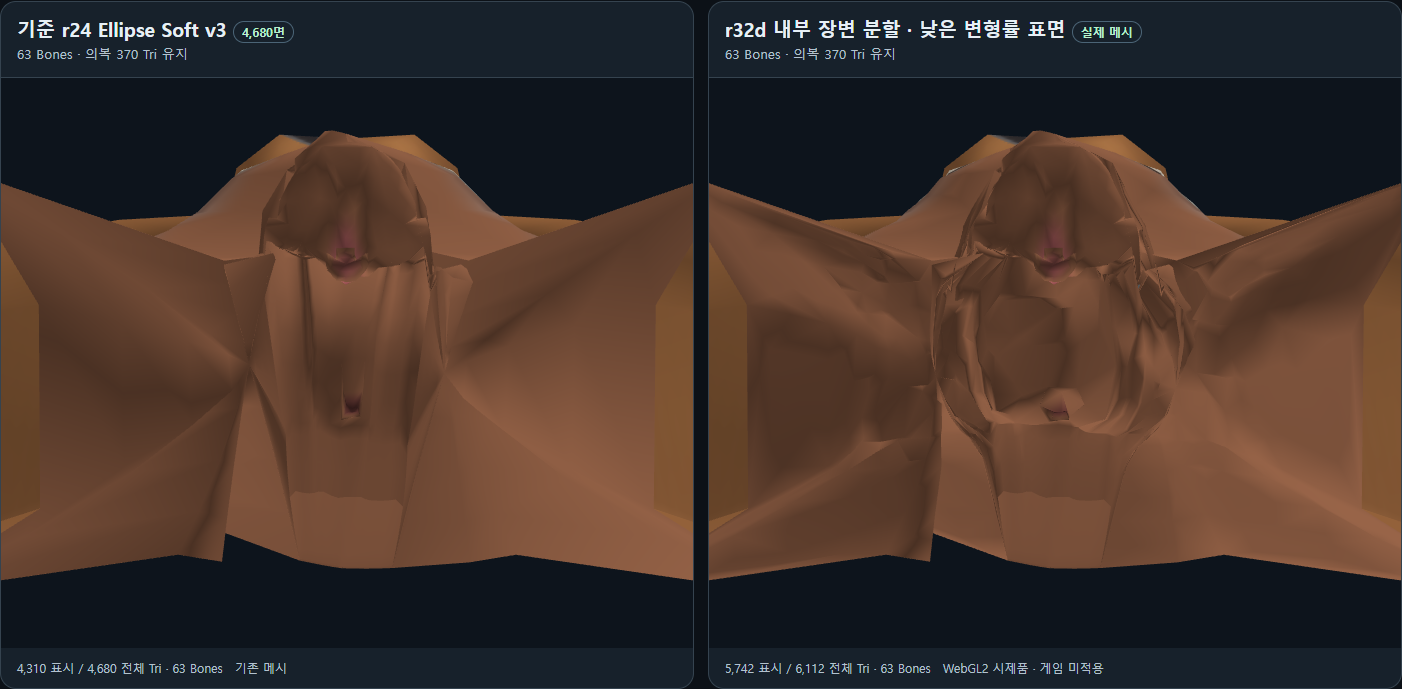 기준 r24 Ellipse Soft v3 4,680면
63 Bones · 의복 370 Tri 유지
4,310 표시 / 4,680 전체 Tri · 63 Bones 기존 메시
r32d 내부 장변 분할 · 낮은 변형률 표면 실제 메시
63 Bones · 의복 370 Tri 유지
5,742 표시 / 6,112 전체 Tri · 63 Bones WebGL2 시제품 · 게임 미적용